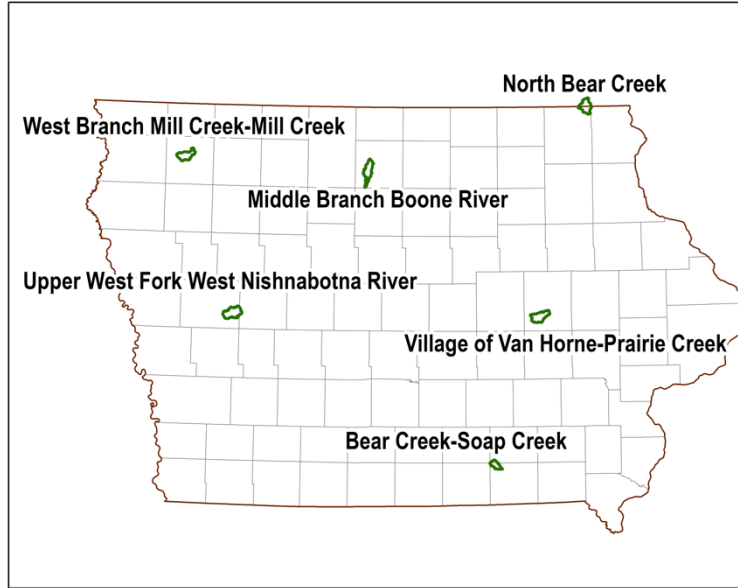 North Bear Creek
West Branch Mill Creek-Mill Creek
Middle Branch Boone River
Upper West Fork West Nishnabotna River
Village of Van Horne-Prairie Creek
Bear Creek-Soap Creek